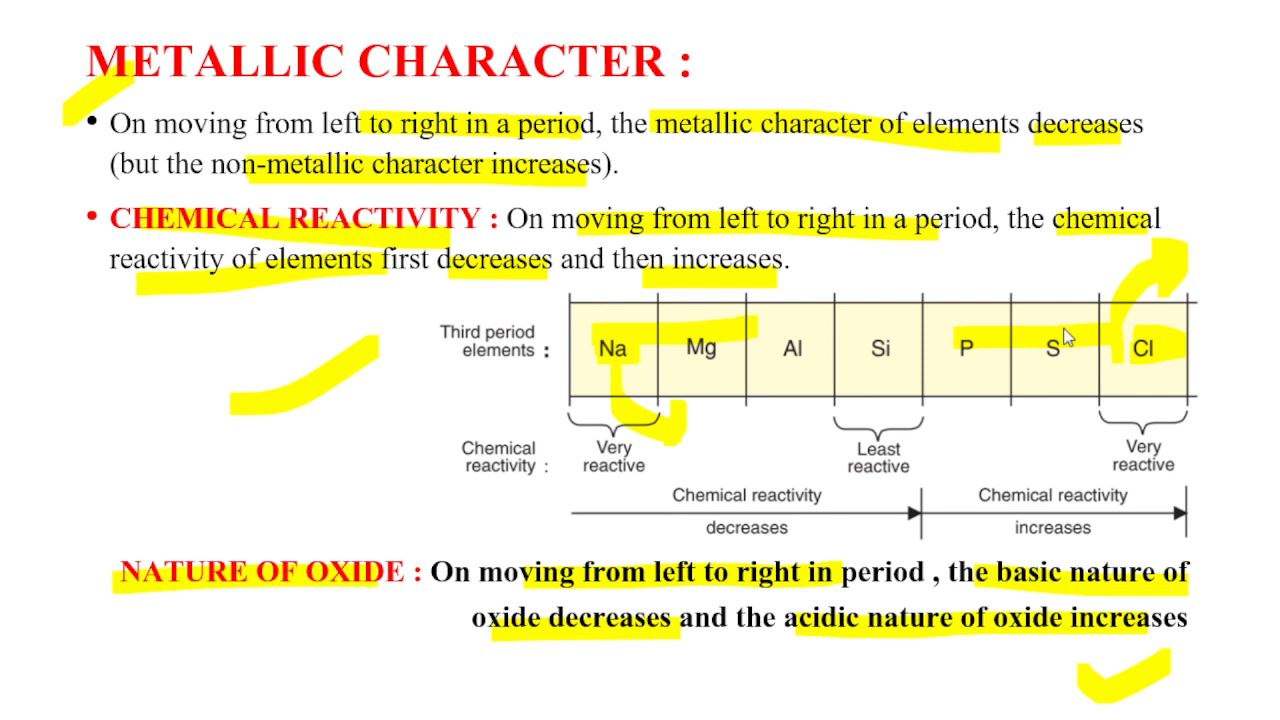 METALLIC CHARACTER :
• On moving from left to right in a period, the metallic character of elements decreases
(but the non-metallic character increases).
• CHEMICAL REACTIVITY : On moving from left to right in a period, the chemical
reactivity of elements first decreases and then increases.
Third period
elements :
Na Mg Al Si P S Cl
Chemical
reactivity :
Very
reactive
Least
reactive
Very
reactive
Chemical reactivity
decreases
Chemical reactivity
increases
NATURE OF OXIDE : On moving from left to right in period , the basic nature of
oxide decreases and the acidic nature of oxide increases